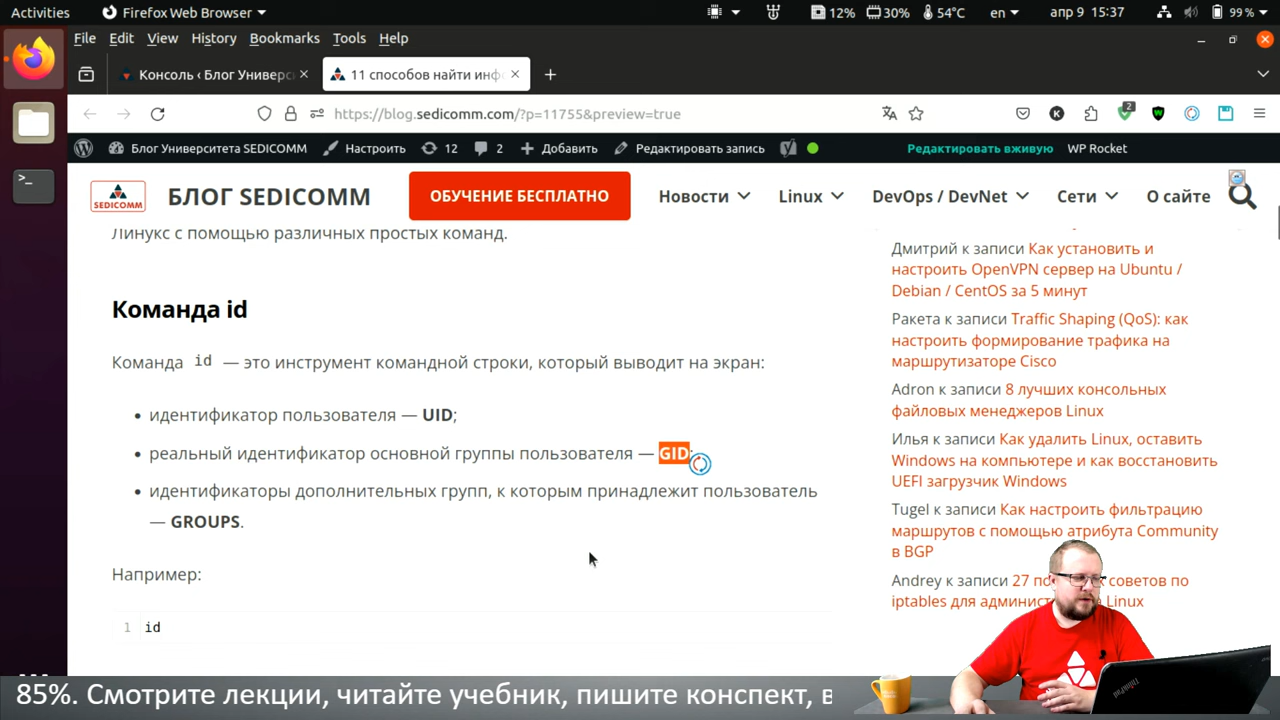 Activities
Firefox Web Browser
12%
30%
54°C
en
апр 9 15:37
99 %
File Edit View History Bookmarks Tools Help
Консоль ‹ Блог Универс
11 способов найти инф
https://blog.sedicomm.com/?p=11755&preview=true
K
2
Блог Университета SEDICOMM
Настроить
12
2
Добавить
Редактировать запись
Редактировать вживую
WP Rocket
SEDICOMM
БЛОГ SEDICOMM
ОБУЧЕНИЕ БЕСПЛАТНО
Новости
Linux
DevOps / DevNet
Сети
О сайте
Линукс с помощью различных простых команд.
Команда id
Команда id — это инструмент командной строки, который выводит на экран:
• идентификатор пользователя — UID;
• реальный идентификатор основной группы пользователя — GID;
• идентификаторы дополнительных групп, к которым принадлежит пользователь
— GROUPS.
Например:
1 id
Дмитрий к записи Как установить и
настроить OpenVPN сервер на Ubuntu /
Debian / CentOS за 5 минут
Ракета к записи Traffic Shaping (QoS): как
настроить формирование трафика на
маршрутизаторе Cisco
Adron к записи 8 лучших консольных
файловых менеджеров Linux
Илья к записи Как удалить Linux, оставить
Windows на компьютере и как восстановить
UEFI загрузчик Windows
Tugel к записи Как настроить фильтрацию
маршрутов с помощью атрибута Community
в BGP
Andrey к записи 27 по советов по
iptables для админист Linux
85%. Смотрите лекции, читайте учебник, пишите конспект, в
ThinkPad